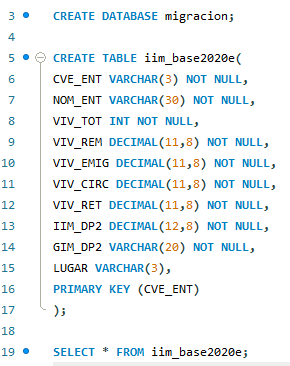 3 CREATE DATABASE migracion;
4
5 CREATE TABLE iim_base2020e(
6 CVE_ENT VARCHAR(3) NOT NULL,
7 NOM_ENT VARCHAR(30) NOT NULL,
8 VIV_TOT INT NOT NULL,
9 VIV_REM DECIMAL(11,8) NOT NULL,
10 VIV_EMIG DECIMAL(11,8) NOT NULL,
11 VIV_CIRC DECIMAL(11,8) NOT NULL,
12 VIV_RET DECIMAL(11,8) NOT NULL,
13 IIM_DP2 DECIMAL(12,8) NOT NULL,
14 GIM_DP2 VARCHAR(20) NOT NULL,
15 LUGAR VARCHAR(3),
16 PRIMARY KEY (CVE_ENT)
17 );
18
19 SELECT * FROM iim_base2020e;